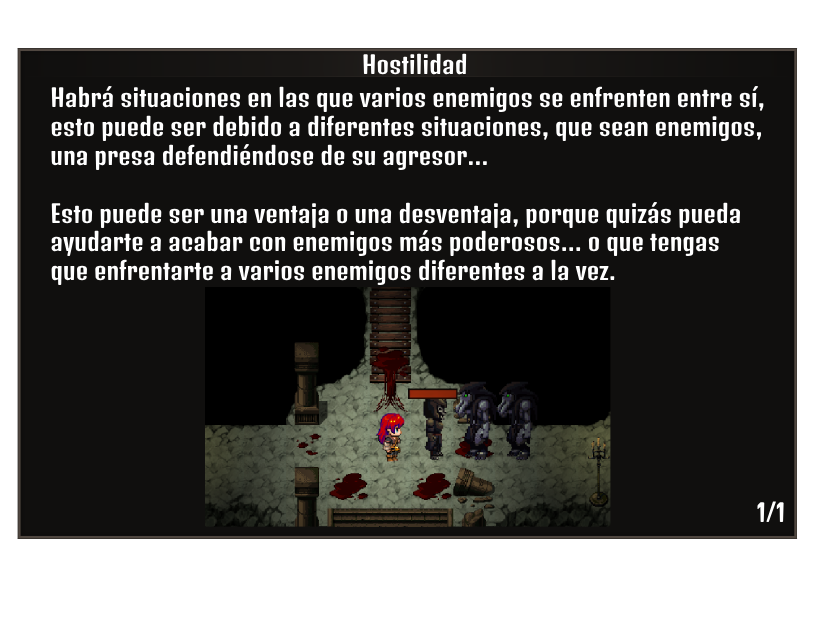 Hostilidad
Habrá situaciones en las que varios enemigos se enfrenten entre sí,
esto puede ser debido a diferentes situaciones, que sean enemigos,
una presa defendiéndose de su agresor...
Esto puede ser una ventaja o una desventaja, porque quizás pueda
ayudarte a acabar con enemigos más poderosos... o que tengas
que enfrentarte a varios enemigos diferentes a la vez.
1/1